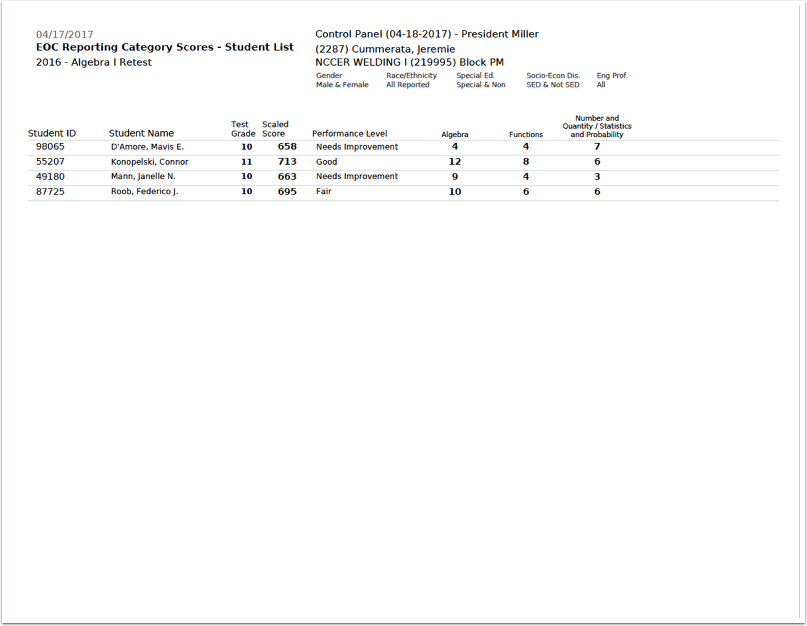 04/17/2017
EOC Reporting Category Scores - Student List
2016 - Algebra I Retest
Control Panel (04-18-2017) - President Miller
(2287) Cummerata, Jeremie
NCCER WELDING I (219995) Block PM
Gender Race/Ethnicity Special Ed. Socio-Econ Dis. Eng Prof.
Male & Female All Reported Special & Non SED & Not SED All
Student ID Student Name Test Grade Scaled Score Performance Level Algebra Functions Number and Quantity / Statistics and Probability
98065 D'Amore, Mavis E. 10 658 Needs Improvement 4 4 7
55207 Konopelski, Connor 11 713 Good 12 8 6
49180 Mann, Janelle N. 10 663 Needs Improvement 9 4 3
87725 Roob, Federico J. 10 695 Fair 10 6 6